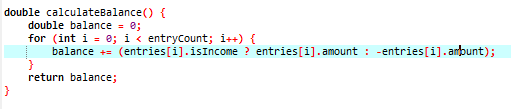 double calculateBalance() {
    double balance = 0;
    for (int i = 0; i < entryCount; i++) {
        balance += (entries[i].isIncome ? entries[i].amount : -entries[i].amount);
    }
    return balance;
}